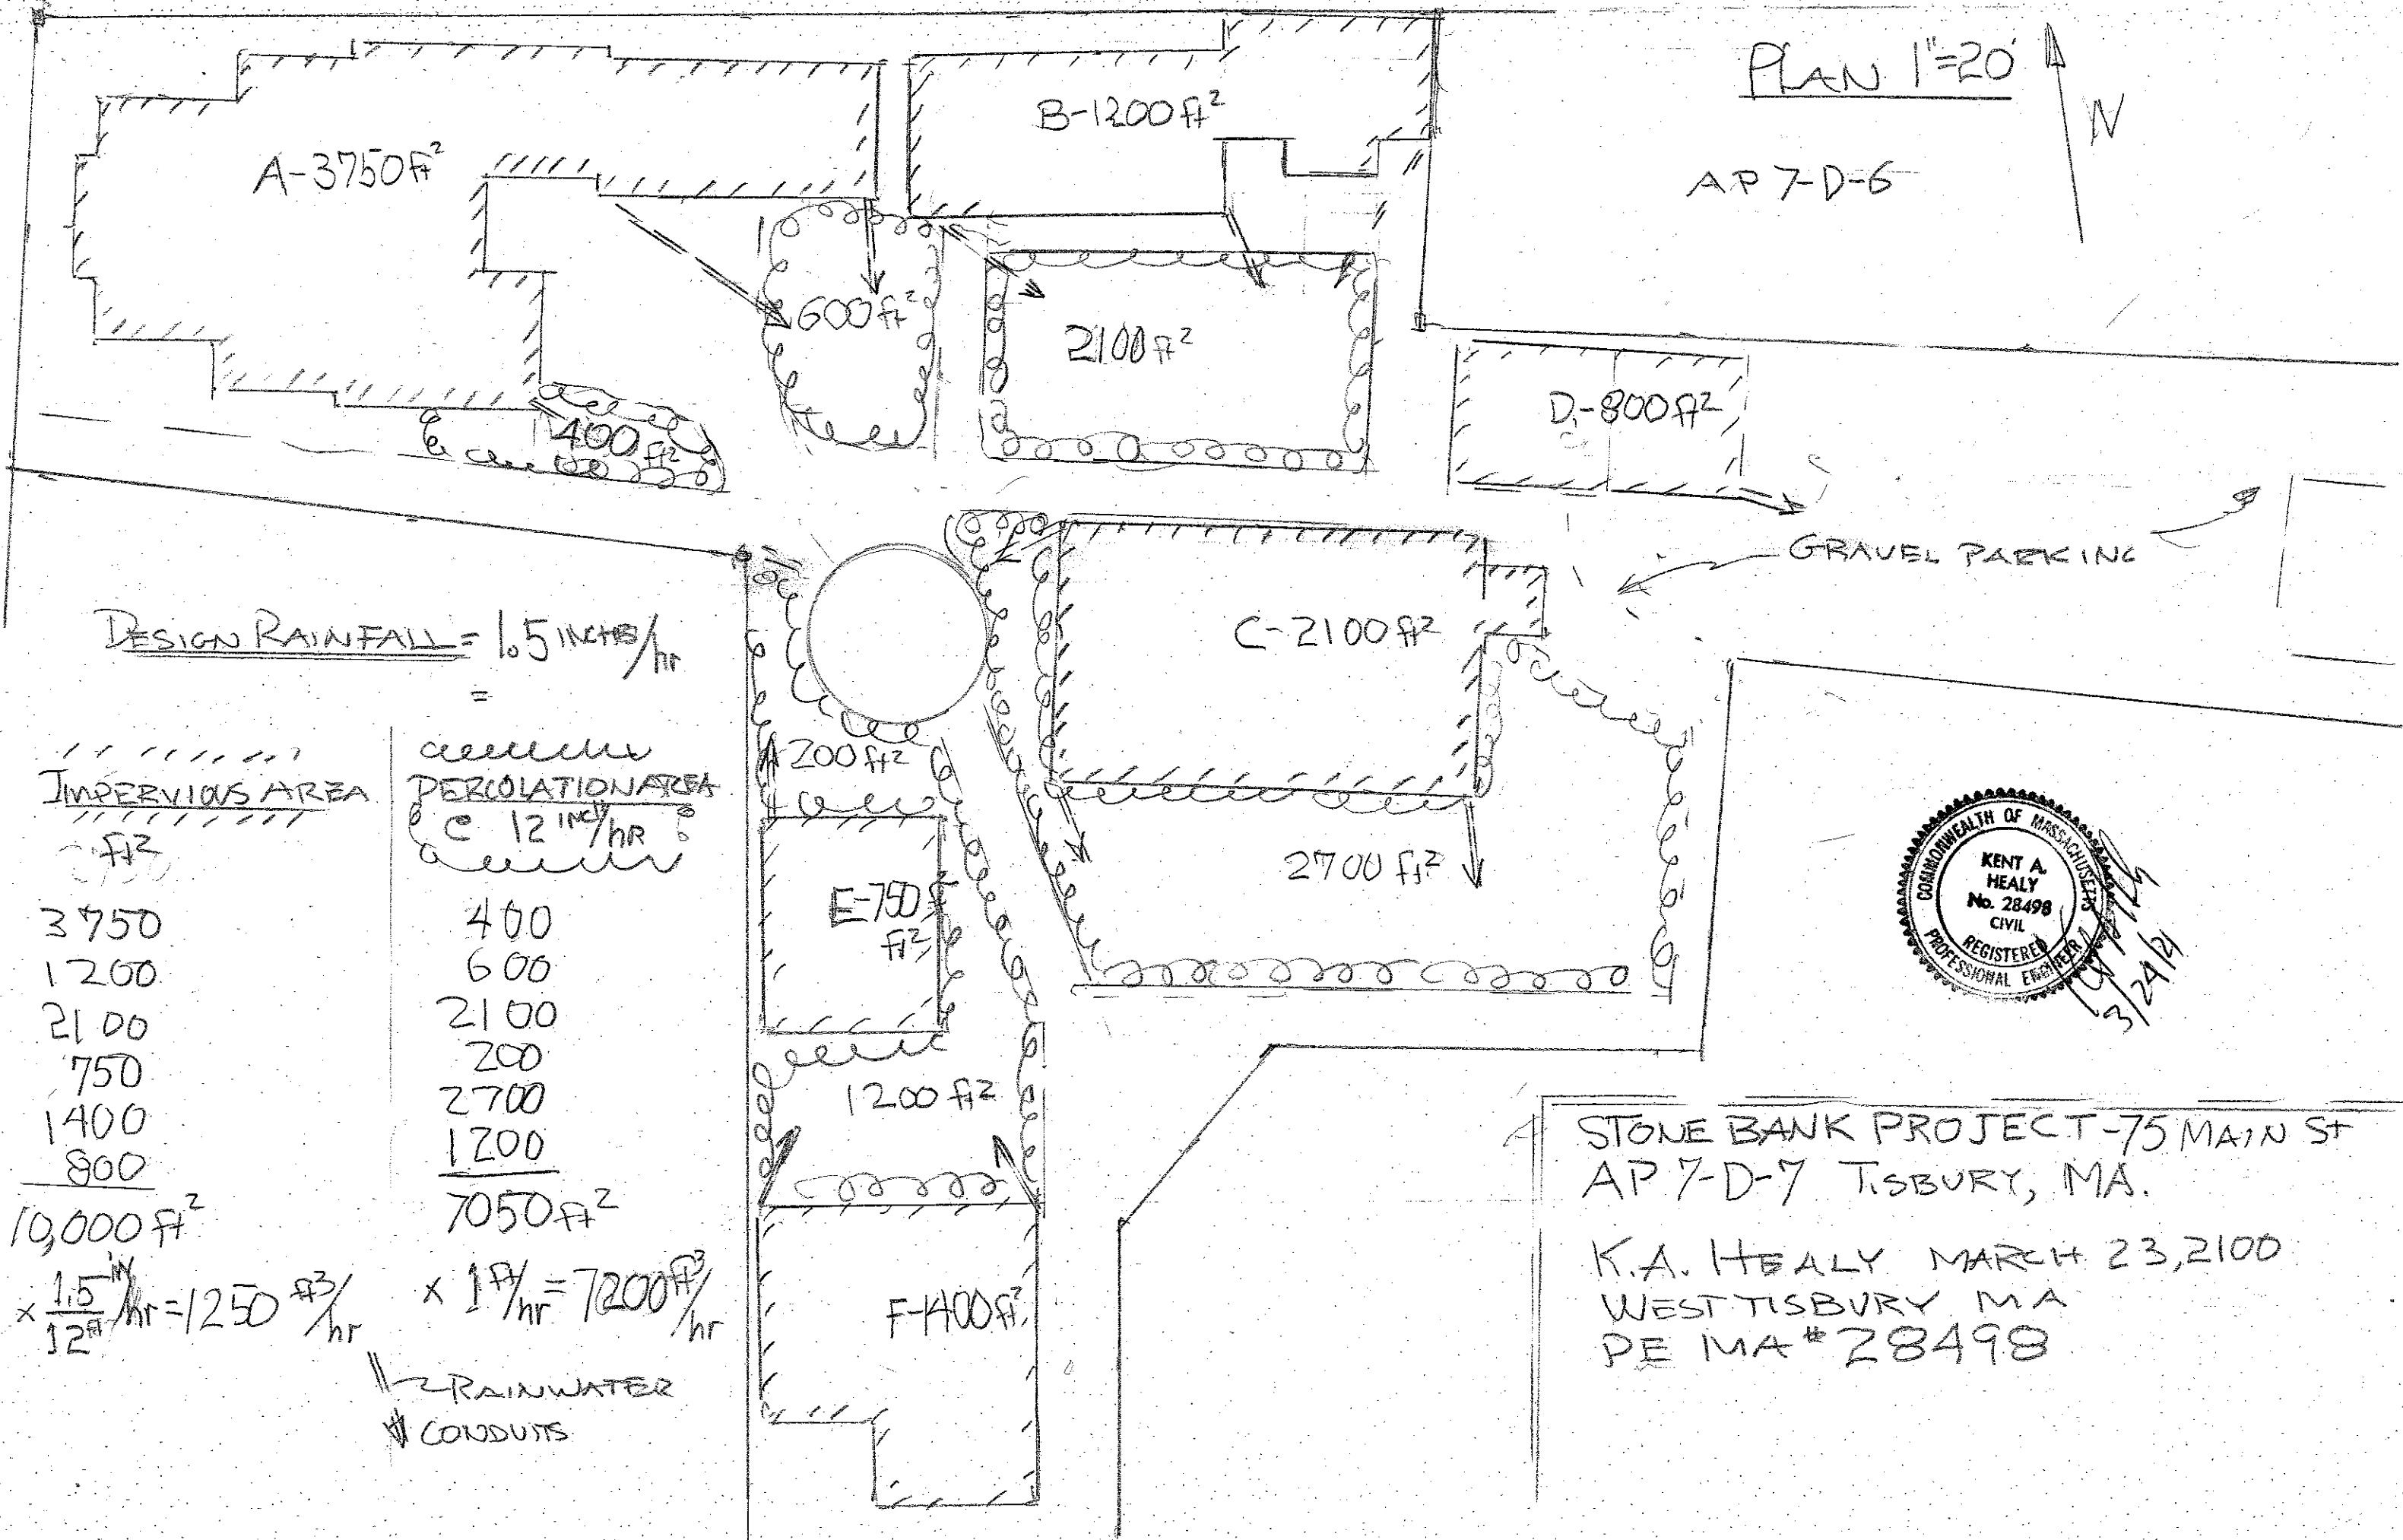 PLAN 1"=20'
N
AP 7-D-6
A-3750 ft²
B-1200 ft²
600 ft²
2100 ft²
D-800 ft²
400 ft²
GRAVEL PARKING
C-2100 ft²
DESIGN RAINFALL = 1.5 INCHES/hr
=
200 ft²
2700 ft²
E-750 ft²
1200 ft²
F-1400 ft²
IMPERVIOUS AREA
ft²
3750
1200
2100
750
1400
800
10,000 ft²
x 1.5 IN/12 ft/hr = 1250 ft³/hr
PERCOLATION AREA
@ 12 INCH/HR
400
600
2100
200
2700
1200
7050 ft²
x 1 ft/hr = 7200 ft³/hr
RAINWATER
CONDUITS
COMMONWEALTH OF MASSACHUSETTS
KENT A.
HEALY
No. 28498
CIVIL
REGISTERED
PROFESSIONAL ENGINEER
3/24/21
STONE BANK PROJECT-75 MAIN ST
AP 7-D-7 TISBURY, MA.
K.A. HEALY MARCH 23, 2100
WEST TISBURY MA
PE MA # 28498